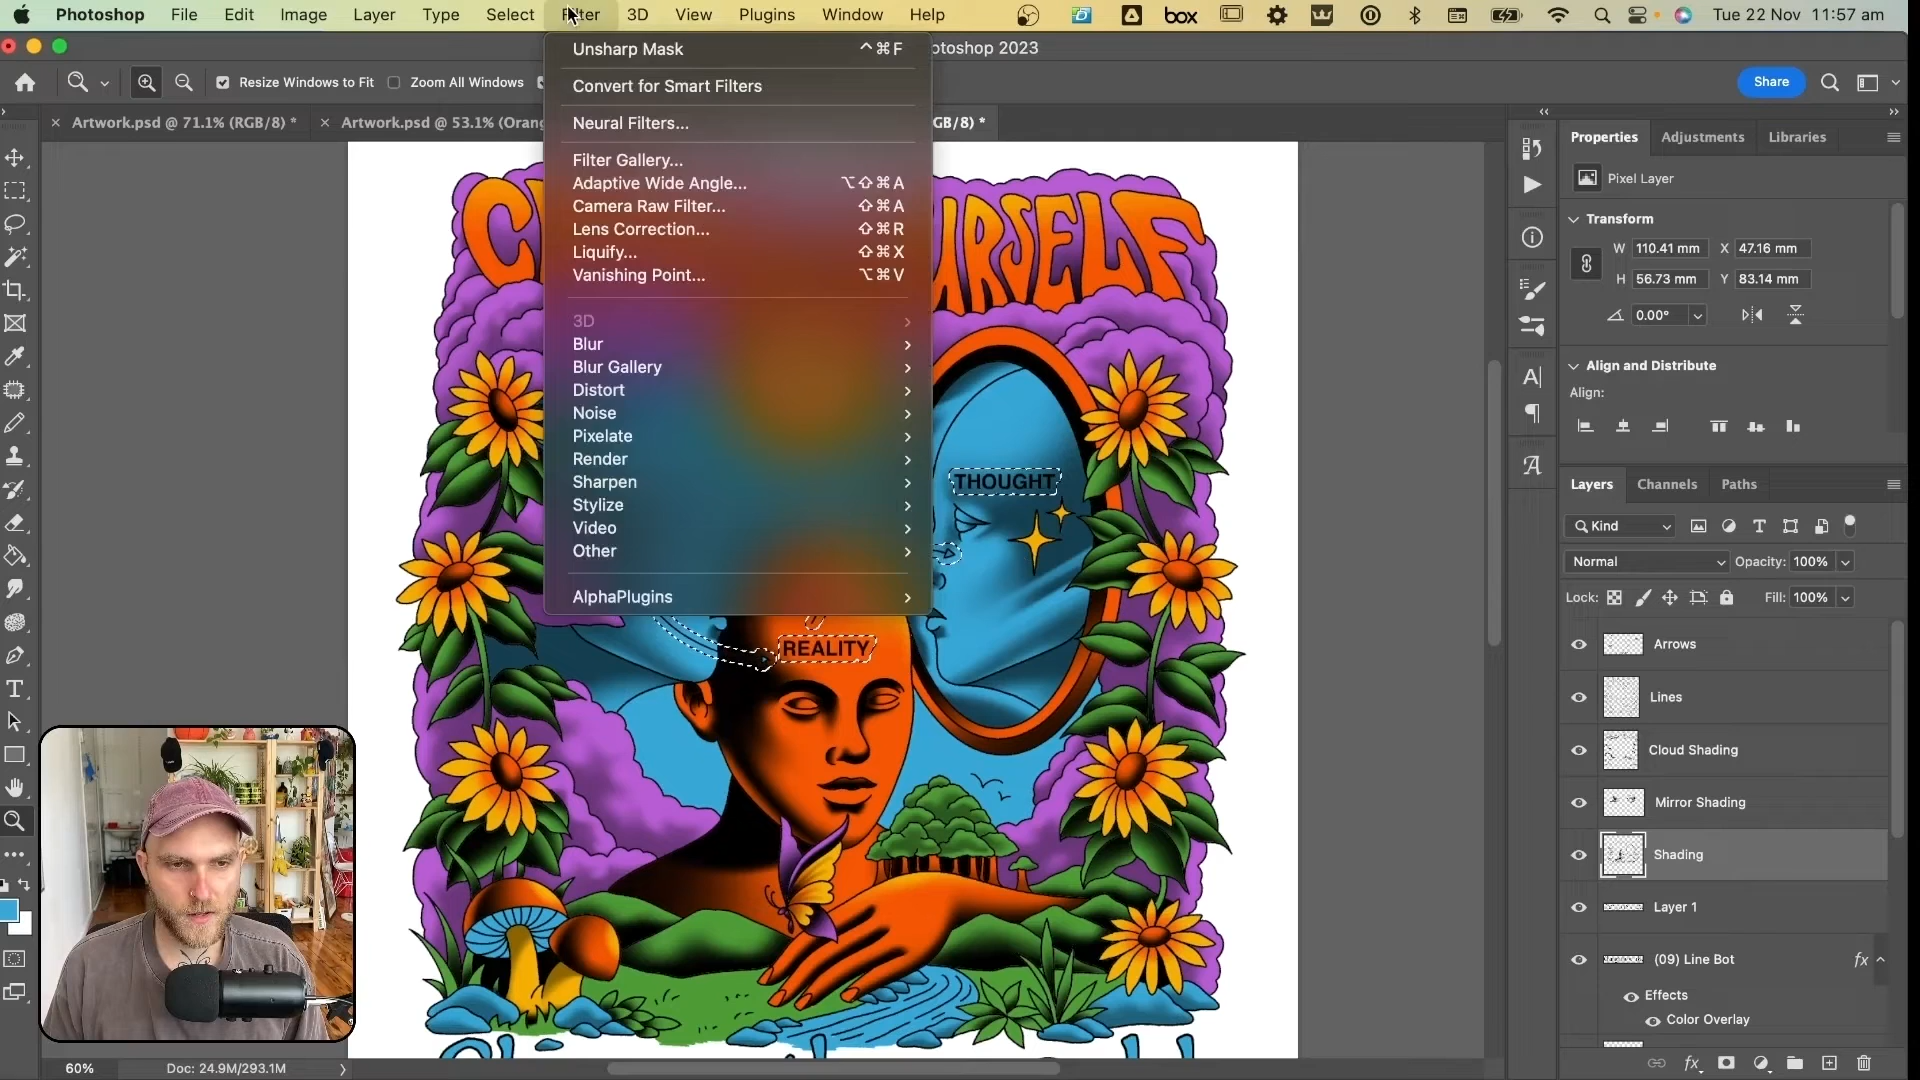 Photoshop File Edit Image Layer Type Select Filter 3D View Plugins Window Help box Tue 22 Nov 11:57 am
otoshop 2023
Resize Windows to Fit Zoom All Windows Share
Artwork.psd @ 71.1% (RGB/8) * Artwork.psd @ 53.1% (Orang GB/8) *
Unsharp Mask ^⌘F
Convert for Smart Filters
Neural Filters...
Filter Gallery...
Adaptive Wide Angle... ⌥⇧⌘A
Camera Raw Filter... ⇧⌘A
Lens Correction... ⇧⌘R
Liquify... ⇧⌘X
Vanishing Point... ⌥⌘V
3D
Blur
Blur Gallery
Distort
Noise
Pixelate
Render
Sharpen
Stylize
Video
Other
AlphaPlugins
URSELF
THOUGHT
REALITY
Properties Adjustments Libraries
Pixel Layer
Transform
W 110.41 mm X 47.16 mm
H 56.73 mm Y 83.14 mm
0.00°
Align and Distribute
Align:
Layers Channels Paths
Kind
Normal Opacity: 100%
Lock: Fill: 100%
Arrows
Lines
Cloud Shading
Mirror Shading
Shading
Layer 1
(09) Line Bot fx
Effects
Color Overlay
60% Doc: 24.9M/293.1M